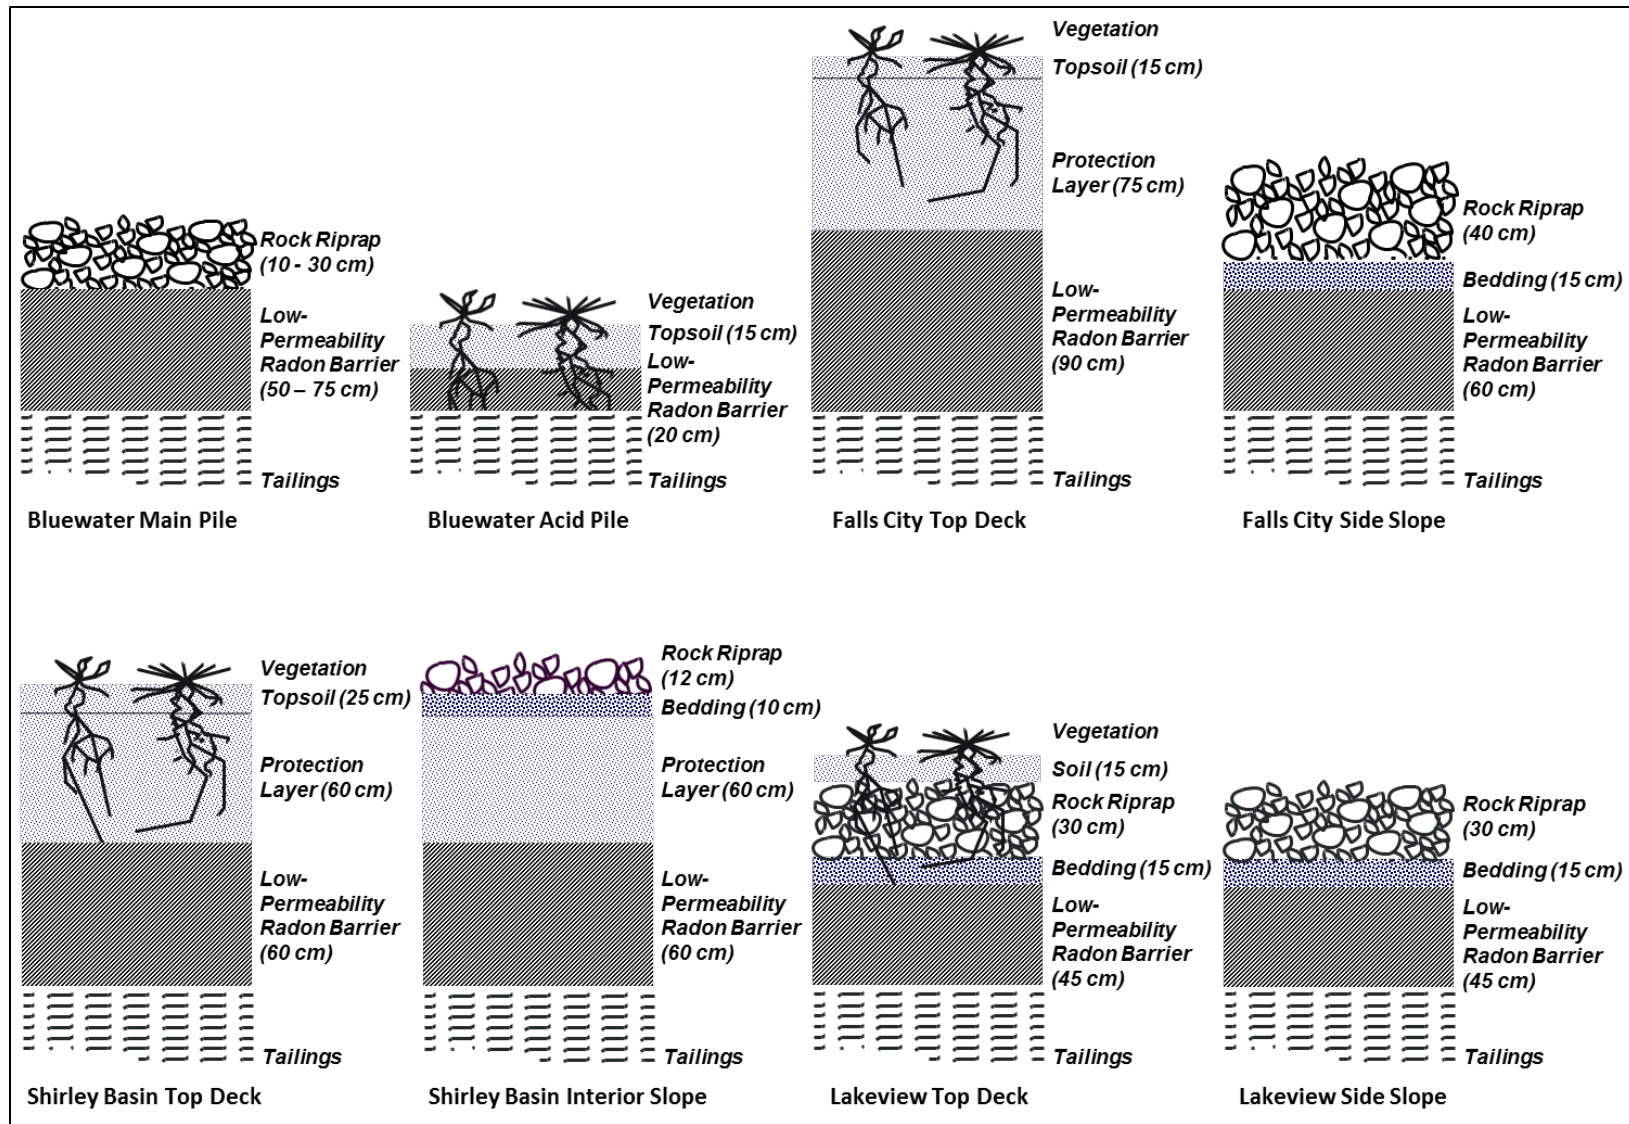 Rock Riprap
(10 - 30 cm)
Low-
Permeability
Radon Barrier
(50 – 75 cm)
Tailings
Bluewater Main Pile
Vegetation
Topsoil (15 cm)
Low-
Permeability
Radon Barrier
(20 cm)
Tailings
Bluewater Acid Pile
Vegetation
Topsoil (15 cm)
Protection
Layer (75 cm)
Low-
Permeability
Radon Barrier
(90 cm)
Tailings
Falls City Top Deck
Rock Riprap
(40 cm)
Bedding (15 cm)
Low-
Permeability
Radon Barrier
(60 cm)
Tailings
Falls City Side Slope
Vegetation
Topsoil (25 cm)
Protection
Layer (60 cm)
Low-
Permeability
Radon Barrier
(60 cm)
Tailings
Shirley Basin Top Deck
Rock Riprap
(12 cm)
Bedding (10 cm)
Protection
Layer (60 cm)
Low-
Permeability
Radon Barrier
(60 cm)
Tailings
Shirley Basin Interior Slope
Vegetation
Soil (15 cm)
Rock Riprap
(30 cm)
Bedding (15 cm)
Low-
Permeability
Radon Barrier
(45 cm)
Tailings
Lakeview Top Deck
Rock Riprap
(30 cm)
Bedding (15 cm)
Low-
Permeability
Radon Barrier
(45 cm)
Tailings
Lakeview Side Slope